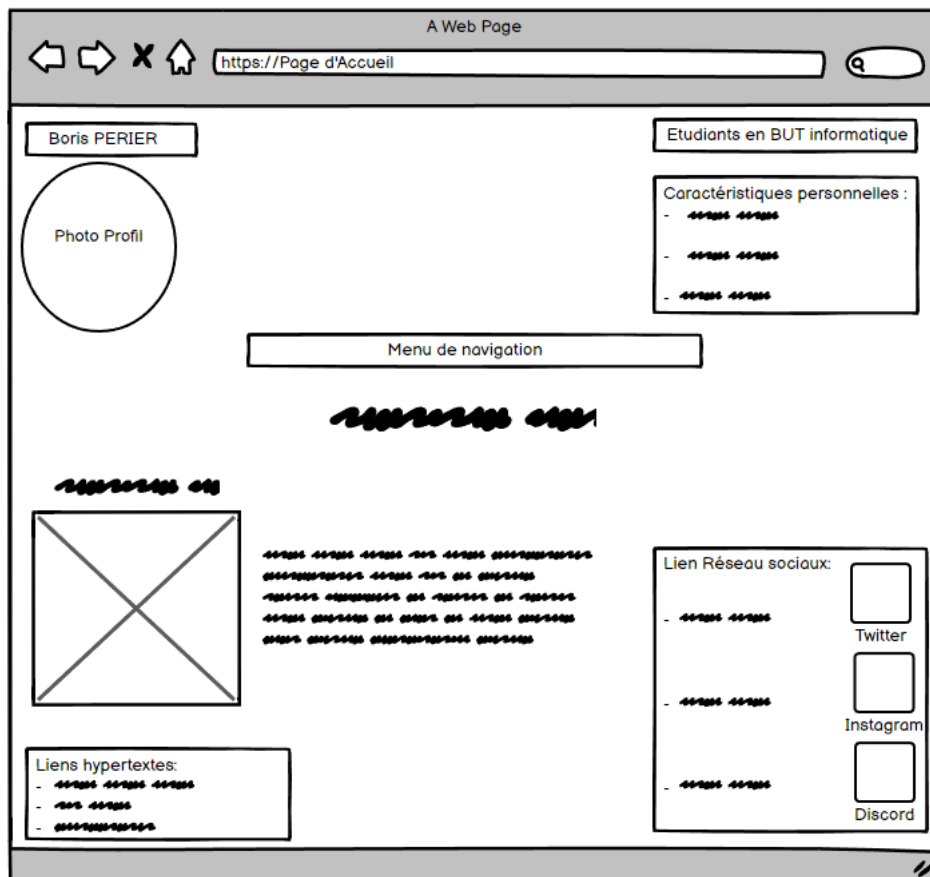 A Web Page
https://Page d'Accueil
Boris PERIER
Etudiants en BUT informatique
Photo Profil
Caractéristiques personnelles :
-
-
-
Menu de navigation
Lien Réseau sociaux:
-
Twitter
-
Instagram
-
Discord
Liens hypertextes:
-
-
-